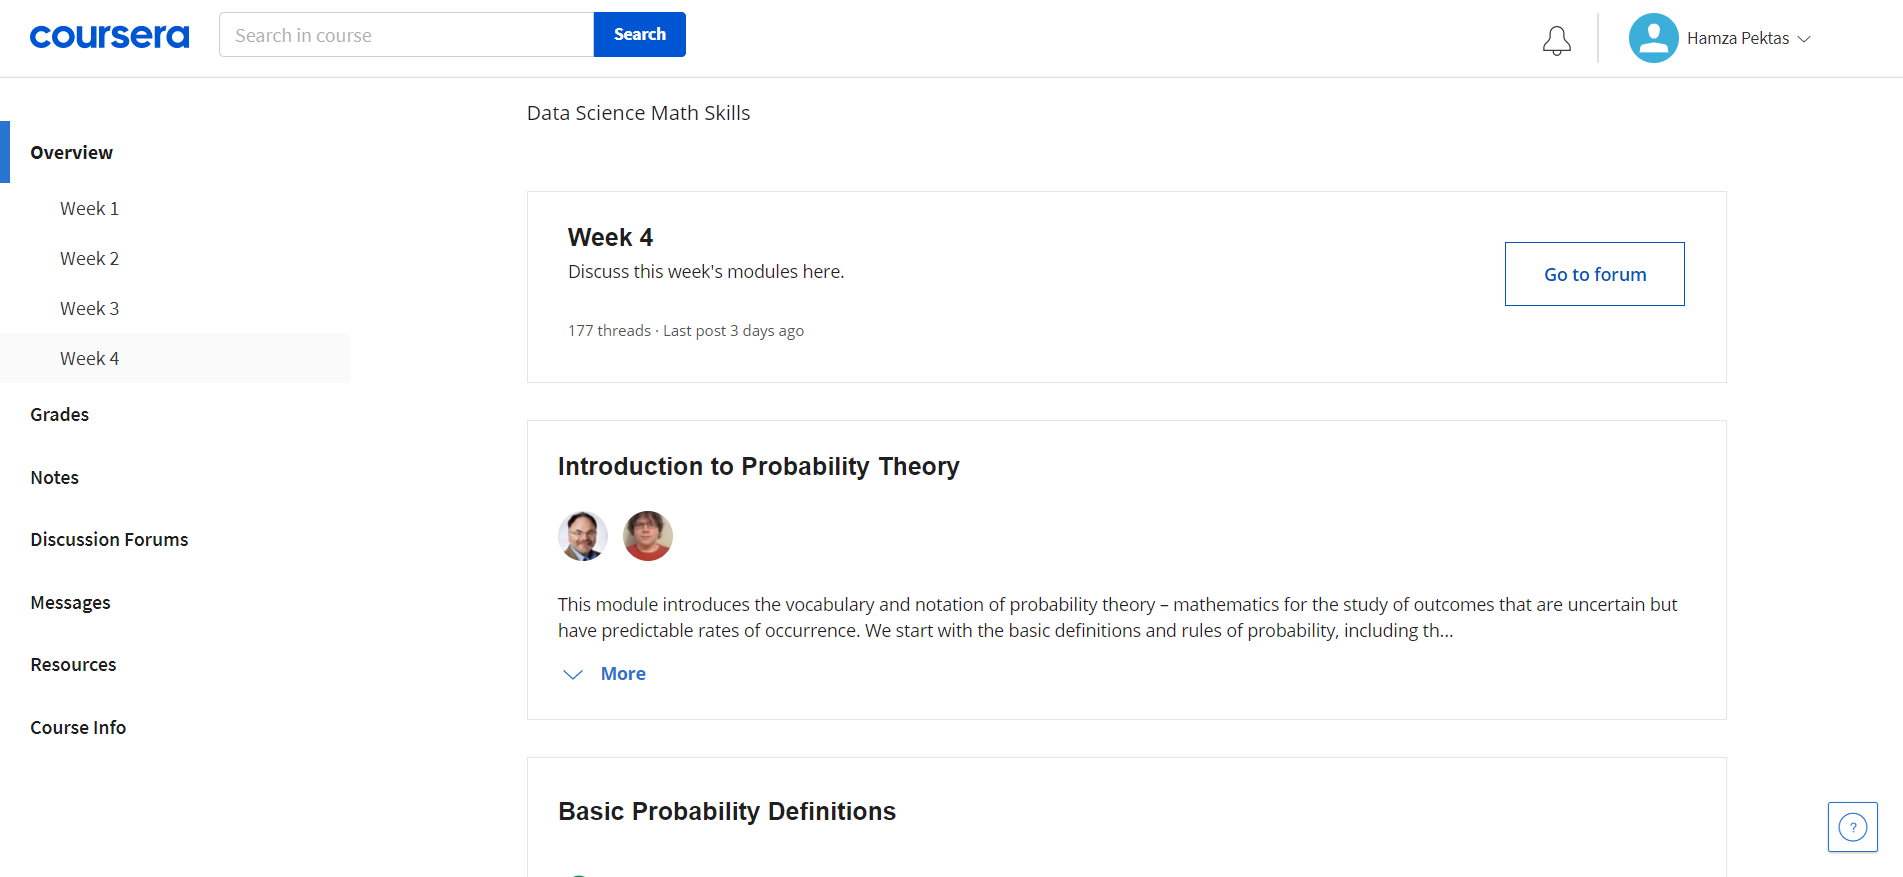 coursera
Search in course
Search
Hamza Pektas
Data Science Math Skills
Overview
Week 1
Week 2
Week 3
Week 4
Grades
Notes
Discussion Forums
Messages
Resources
Course Info
Week 4
Discuss this week's modules here.
177 threads · Last post 3 days ago
Go to forum
Introduction to Probability Theory
This module introduces the vocabulary and notation of probability theory – mathematics for the study of outcomes that are uncertain but
have predictable rates of occurrence. We start with the basic definitions and rules of probability, including th...
More
Basic Probability Definitions
?